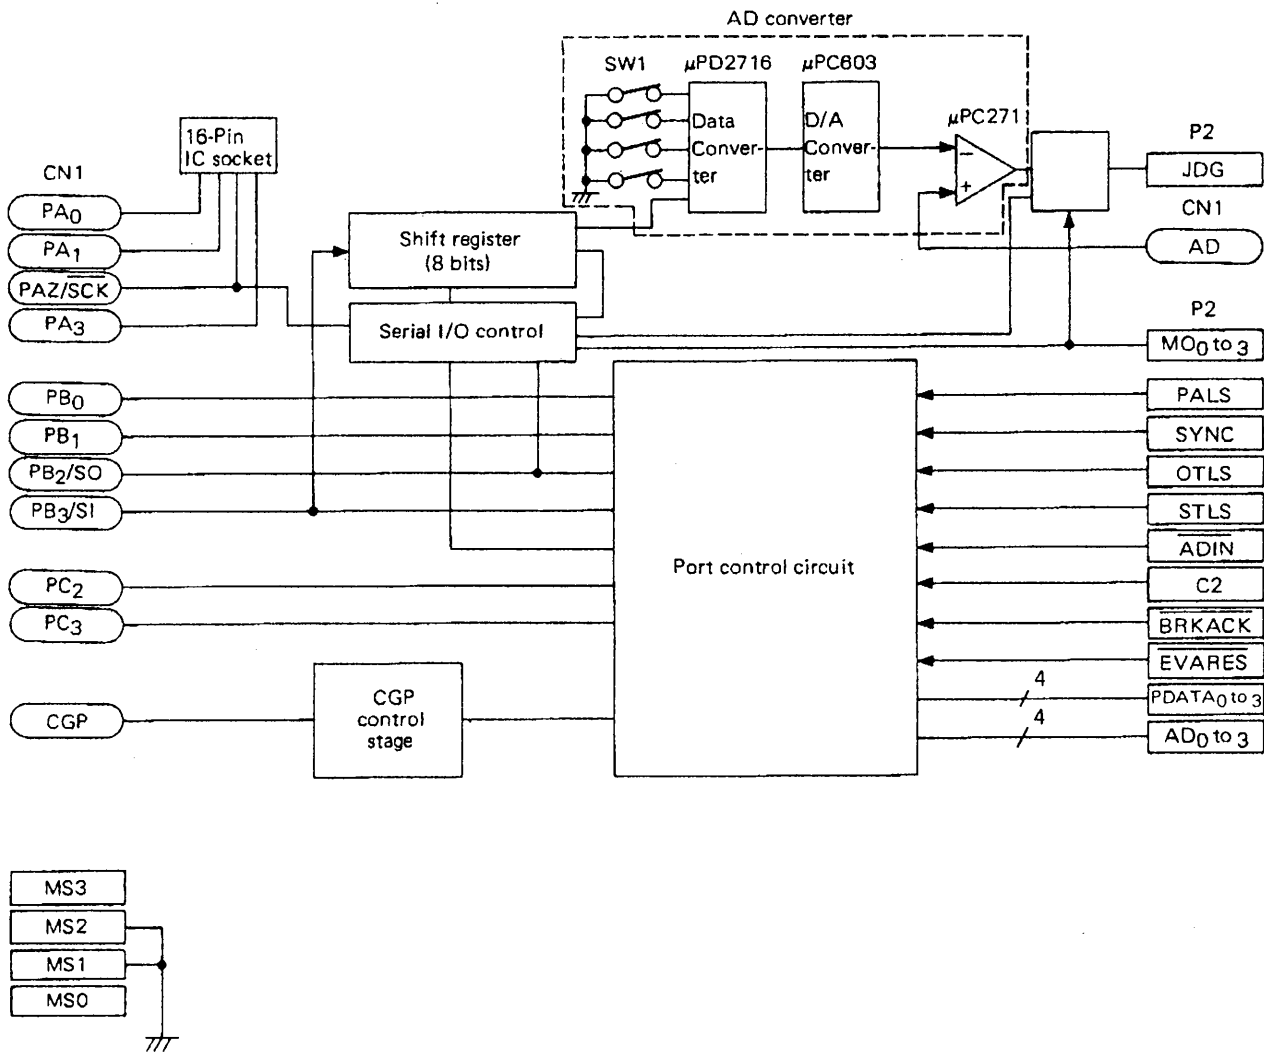 AD converter
SW1
μPD2716
μPC603
Data
Conver-
ter
D/A
Conver-
ter
μPC271
−
+
16-Pin
IC socket
CN1
PA0
PA1
PAZ/SCK
PA3
Shift register
(8 bits)
Serial I/O control
P2
JDG
CN1
AD
P2
MO0 to 3
PB0
PB1
PB2/SO
PB3/SI
PC2
PC3
CGP
CGP
control
stage
Port control circuit
PALS
SYNC
OTLS
STLS
ADIN
C2
BRKACK
EVARES
4
PDATA0 to 3
4
AD0 to 3
MS3
MS2
MS1
MS0